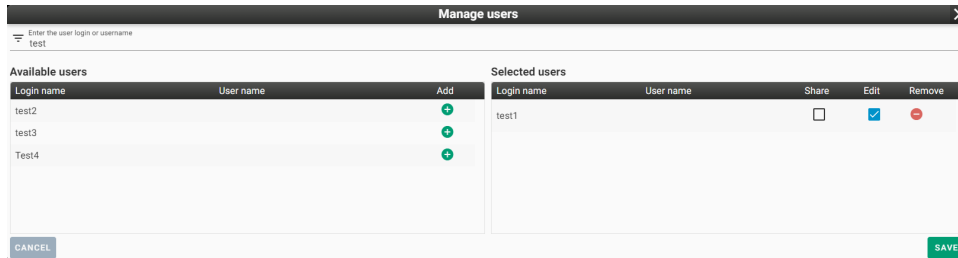 Manage users
Enter the user login or username
test
Available users
Login name User name Add
test2
test3
Test4
Selected users
Login name User name Share Edit Remove
test1
CANCEL
SAVE